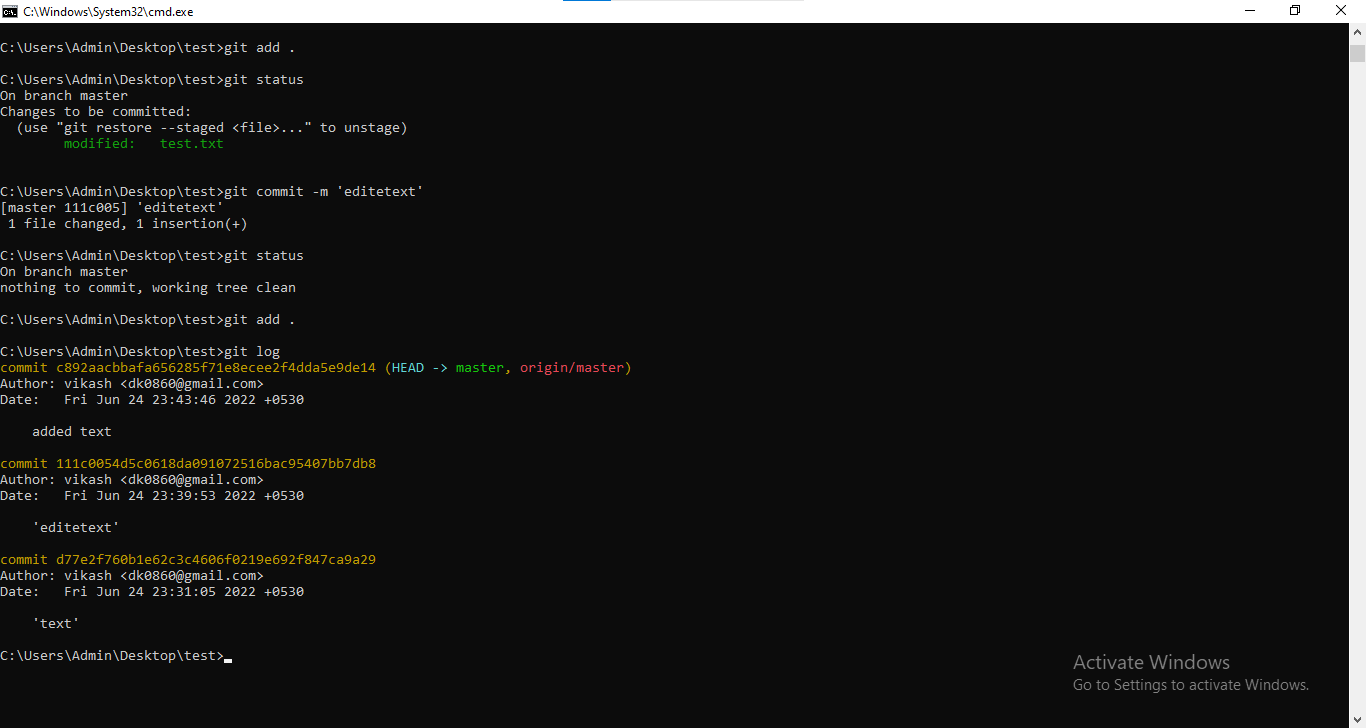 C:\Windows\System32\cmd.exe
C:\Users\Admin\Desktop\test>git add .
C:\Users\Admin\Desktop\test>git status
On branch master
Changes to be committed:
  (use "git restore --staged <file>..." to unstage)
        modified:   test.txt
C:\Users\Admin\Desktop\test>git commit -m 'editetext'
[master 111c005] 'editetext'
 1 file changed, 1 insertion(+)
C:\Users\Admin\Desktop\test>git status
On branch master
nothing to commit, working tree clean
C:\Users\Admin\Desktop\test>git add .
C:\Users\Admin\Desktop\test>git log
commit c892aacbbafa656285f71e8ecee2f4dda5e9de14 (HEAD -> master, origin/master)
Author: vikash <dk0860@gmail.com>
Date:   Fri Jun 24 23:43:46 2022 +0530
    added text
commit 111c0054d5c0618da091072516bac95407bb7db8
Author: vikash <dk0860@gmail.com>
Date:   Fri Jun 24 23:39:53 2022 +0530
    'editetext'
commit d77e2f760b1e62c3c4606f0219e692f847ca9a29
Author: vikash <dk0860@gmail.com>
Date:   Fri Jun 24 23:31:05 2022 +0530
    'text'
C:\Users\Admin\Desktop\test>
Activate Windows
Go to Settings to activate Windows.